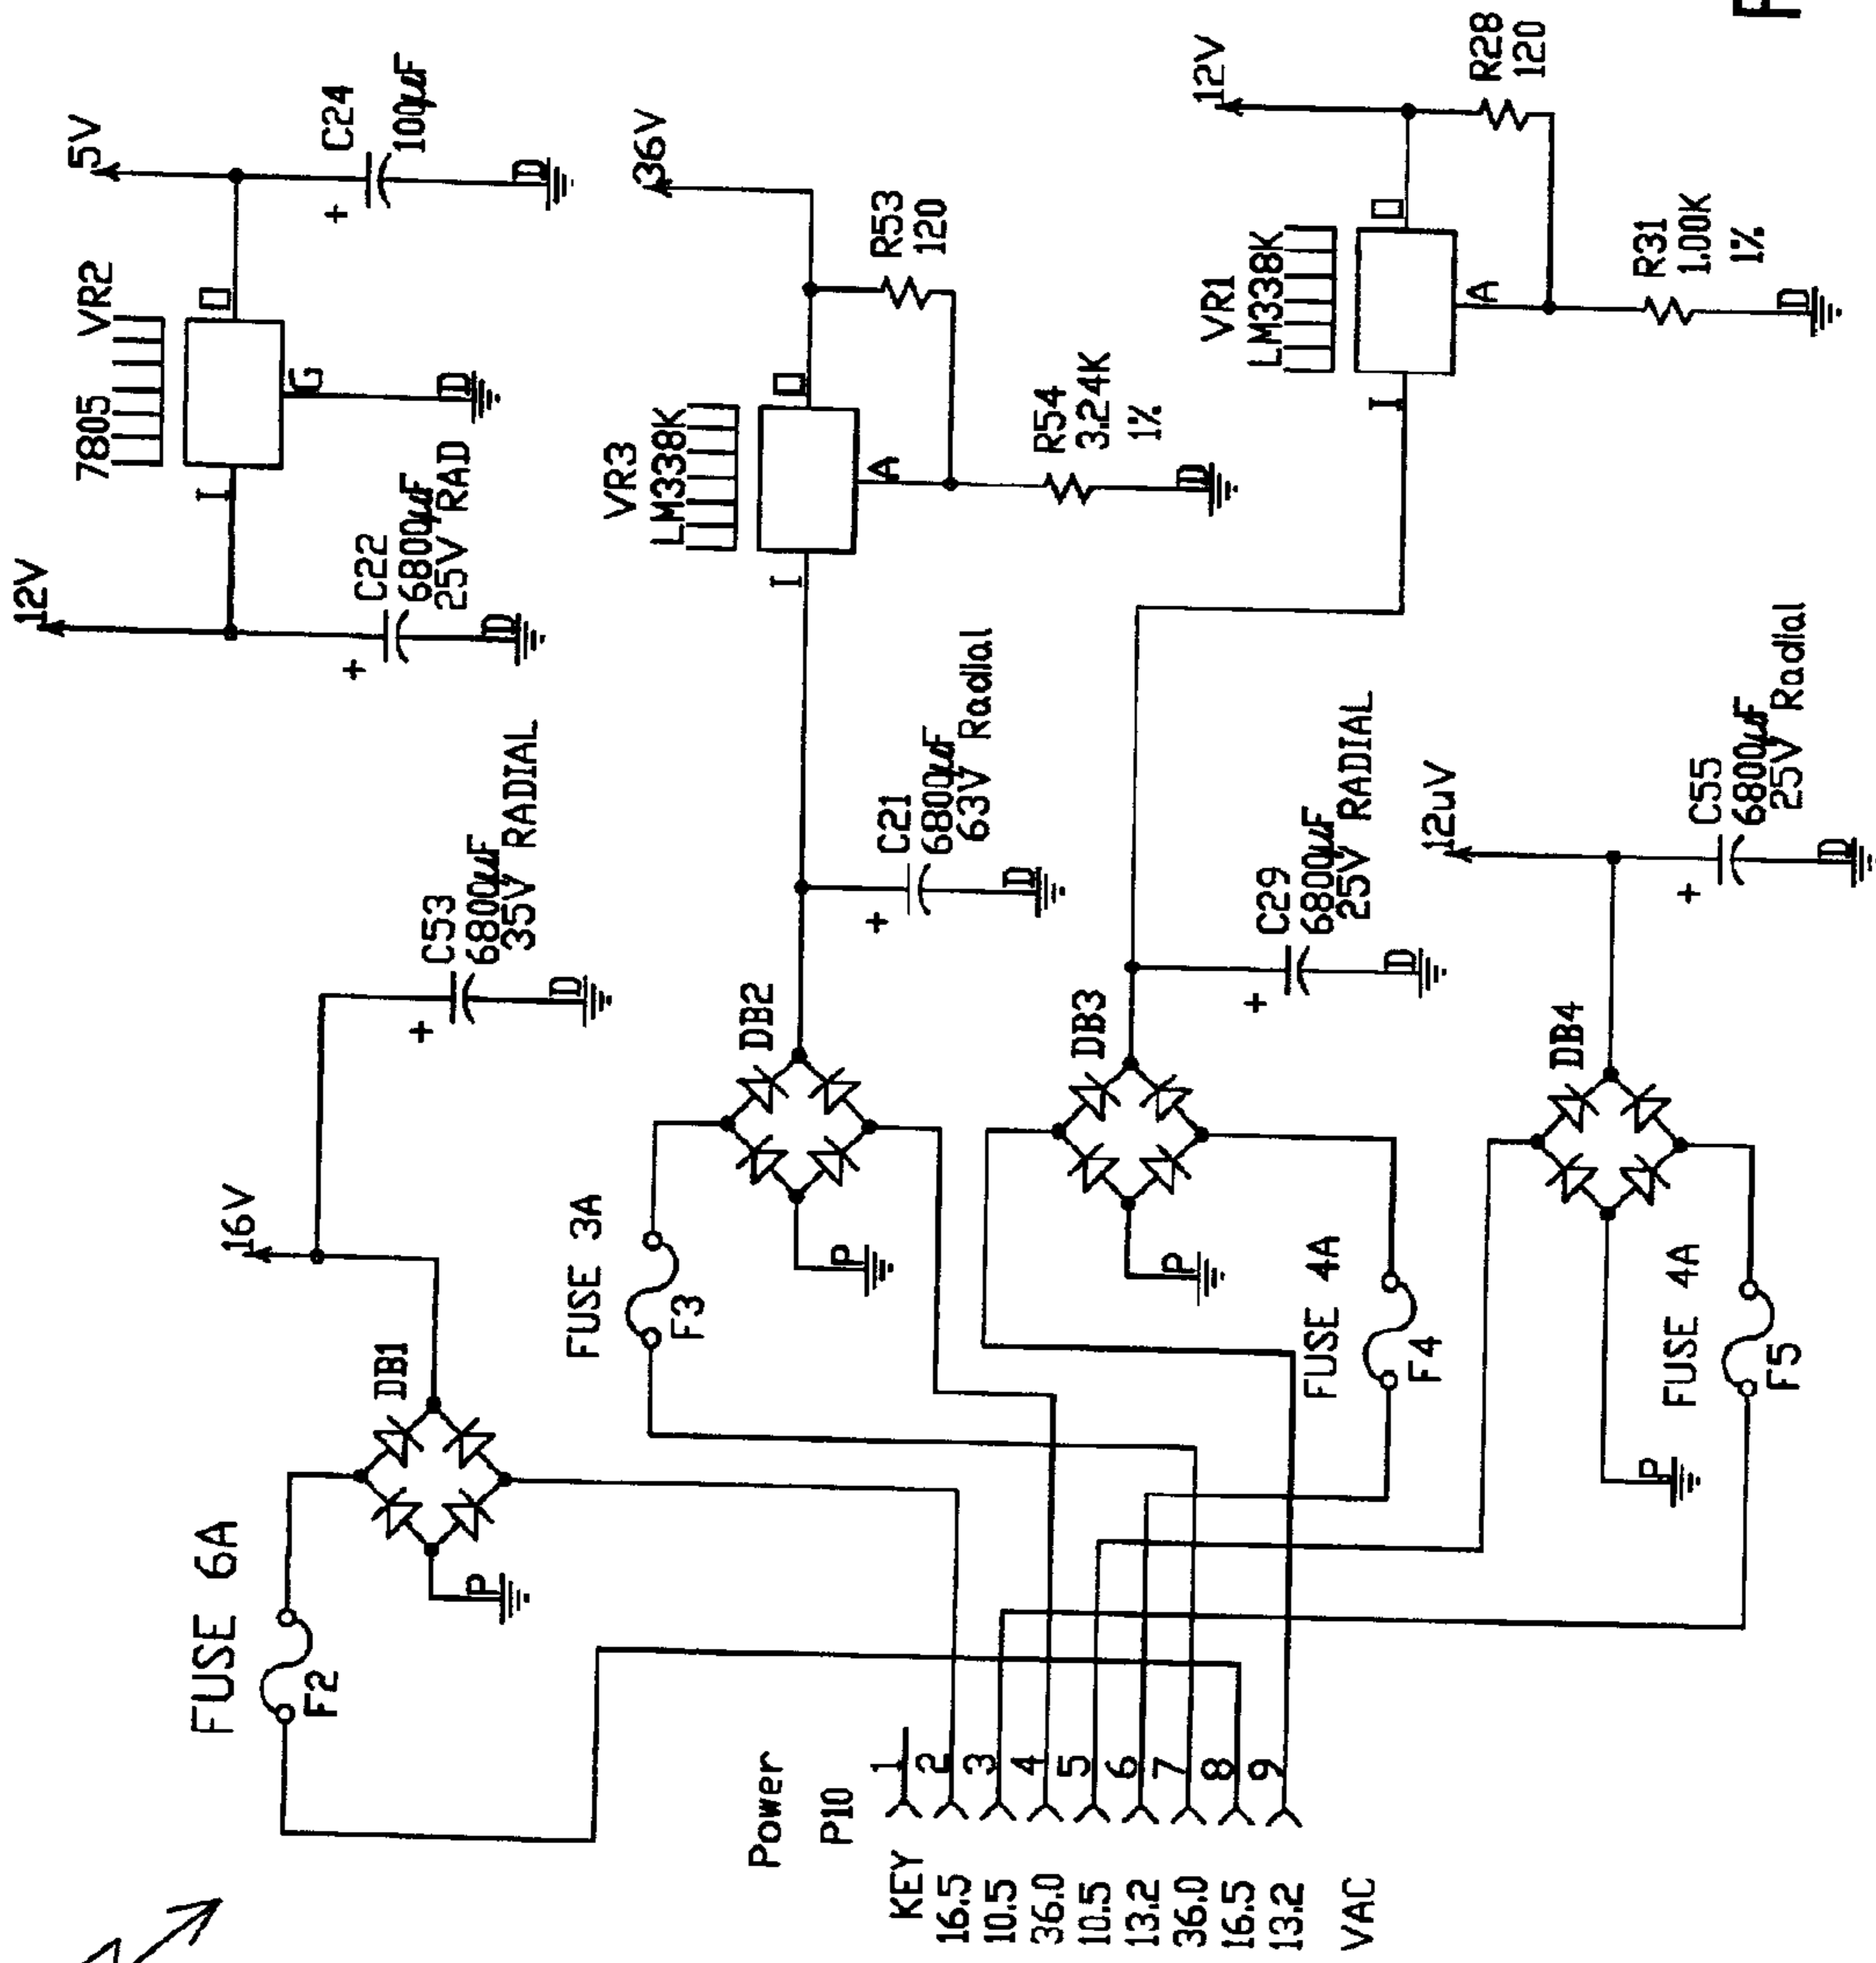 FUSE 6A
F2
DB1
P
16V
C53
6800µF
35V RADIAL
+
D
12V
C22
6800µF
25V RAD
+
D
7805
VR2
I
O
G
D
5V
C24
100µF
+
D
FUSE 3A
F3
DB2
P
C21
6800µF
63V Radial
+
D
VR3
LM338K
I
O
A
36V
R53
120
R54
3.24K
1%
D
DB3
P
FUSE 4A
F4
C29
6800µF
25V RADIAL
+
D
VR1
LM338K
I
O
A
12V
R28
120
R31
1.00K
1%
D
DB4
P
FUSE 4A
F5
12uV
C55
6800µF
25V Radial
+
D
Power
P10
KEY 1
16.5 2
10.5 3
36.0 4
10.5 5
13.2 6
36.0 7
16.5 8
13.2 9
VAC